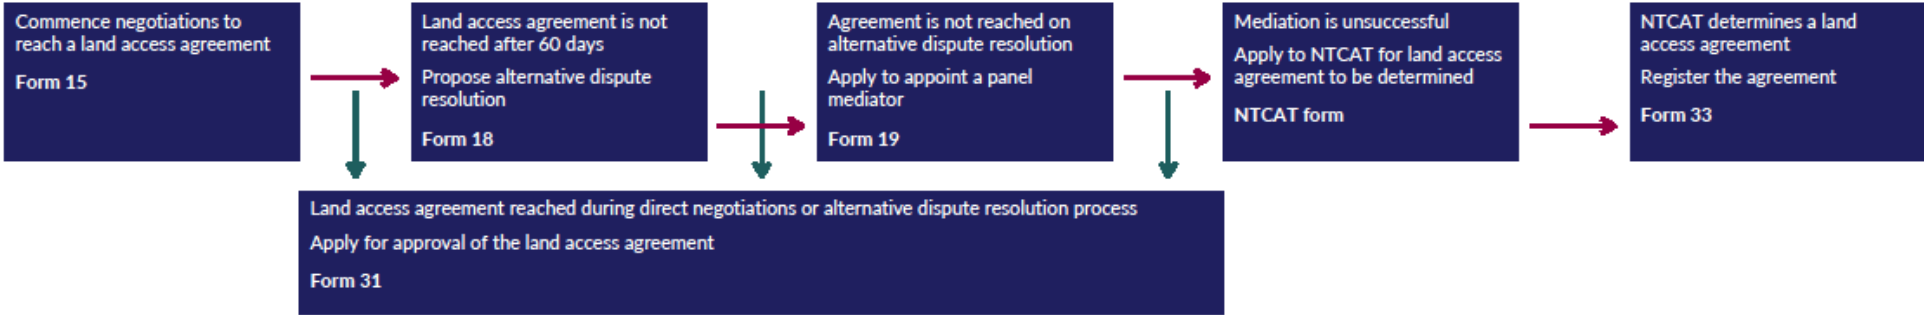 Commence negotiations to
reach a land access agreement
Form 15
Land access agreement is not
reached after 60 days
Propose alternative dispute
resolution
Form 18
Agreement is not reached on
alternative dispute resolution
Apply to appoint a panel
mediator
Form 19
Mediation is unsuccessful
Apply to NTCAT for land access
agreement to be determined
NTCAT form
NTCAT determines a land
access agreement
Register the agreement
Form 33
Land access agreement reached during direct negotiations or alternative dispute resolution process
Apply for approval of the land access agreement
Form 31